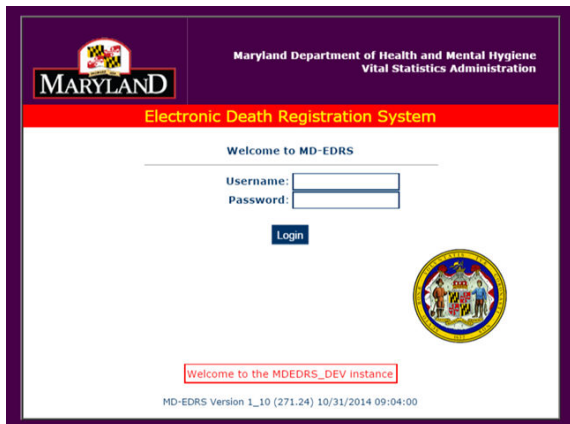 MARYLAND
Maryland Department of Health and Mental Hygiene
Vital Statistics Administration
Electronic Death Registration System
Welcome to MD-EDRS
Username:
Password:
Login
Welcome to the MDEDRS_DEV instance
MD-EDRS Version 1_10 (271.24) 10/31/2014 09:04:00